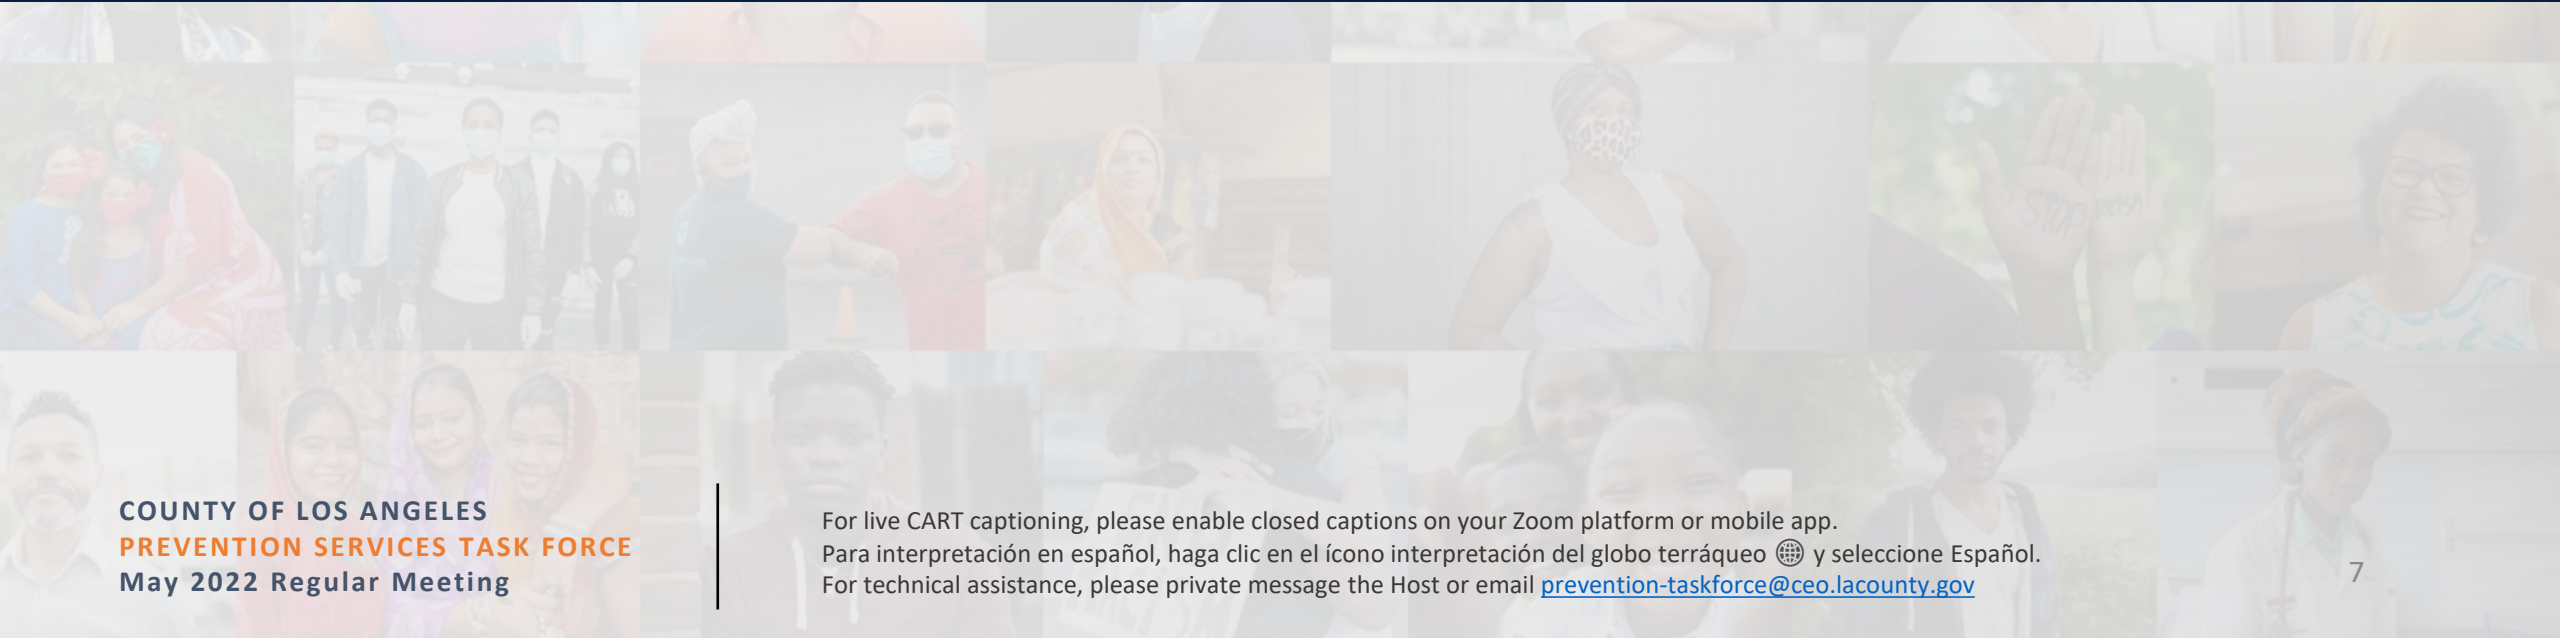 STOP racism
COUNTY OF LOS ANGELES
PREVENTION SERVICES TASK FORCE
May 2022 Regular Meeting
For live CART captioning, please enable closed captions on your Zoom platform or mobile app.
Para interpretación en español, haga clic en el ícono interpretación del globo terráqueo y seleccione Español.
For technical assistance, please private message the Host or email prevention-taskforce@ceo.lacounty.gov
7